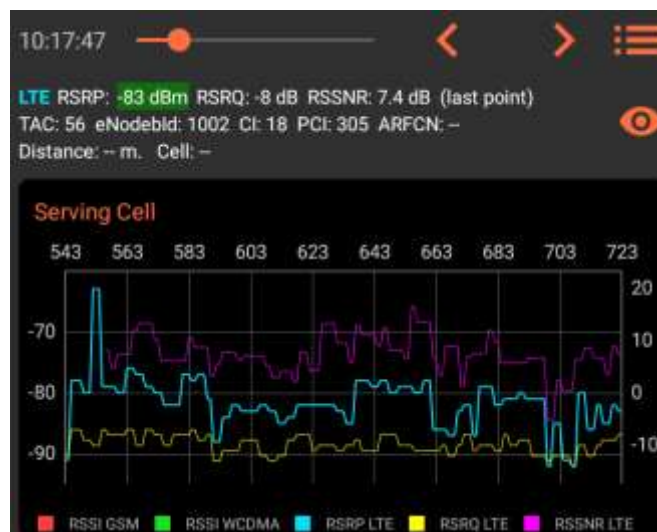 10:17:47
LTE RSRP: -83 dBm RSRQ: -8 dB RSSNR: 7.4 dB (last point)
TAC: 56 eNodebId: 1002 CI: 18 PCI: 305 ARFCN: --
Distance: -- m. Cell: --
Serving Cell
543 563 583 603 623 643 663 683 703 723
20
-70 10
-80 0
-90 -10
RSSI GSM RSSI WCDMA RSRP LTE RSRQ LTE RSSNR LTE